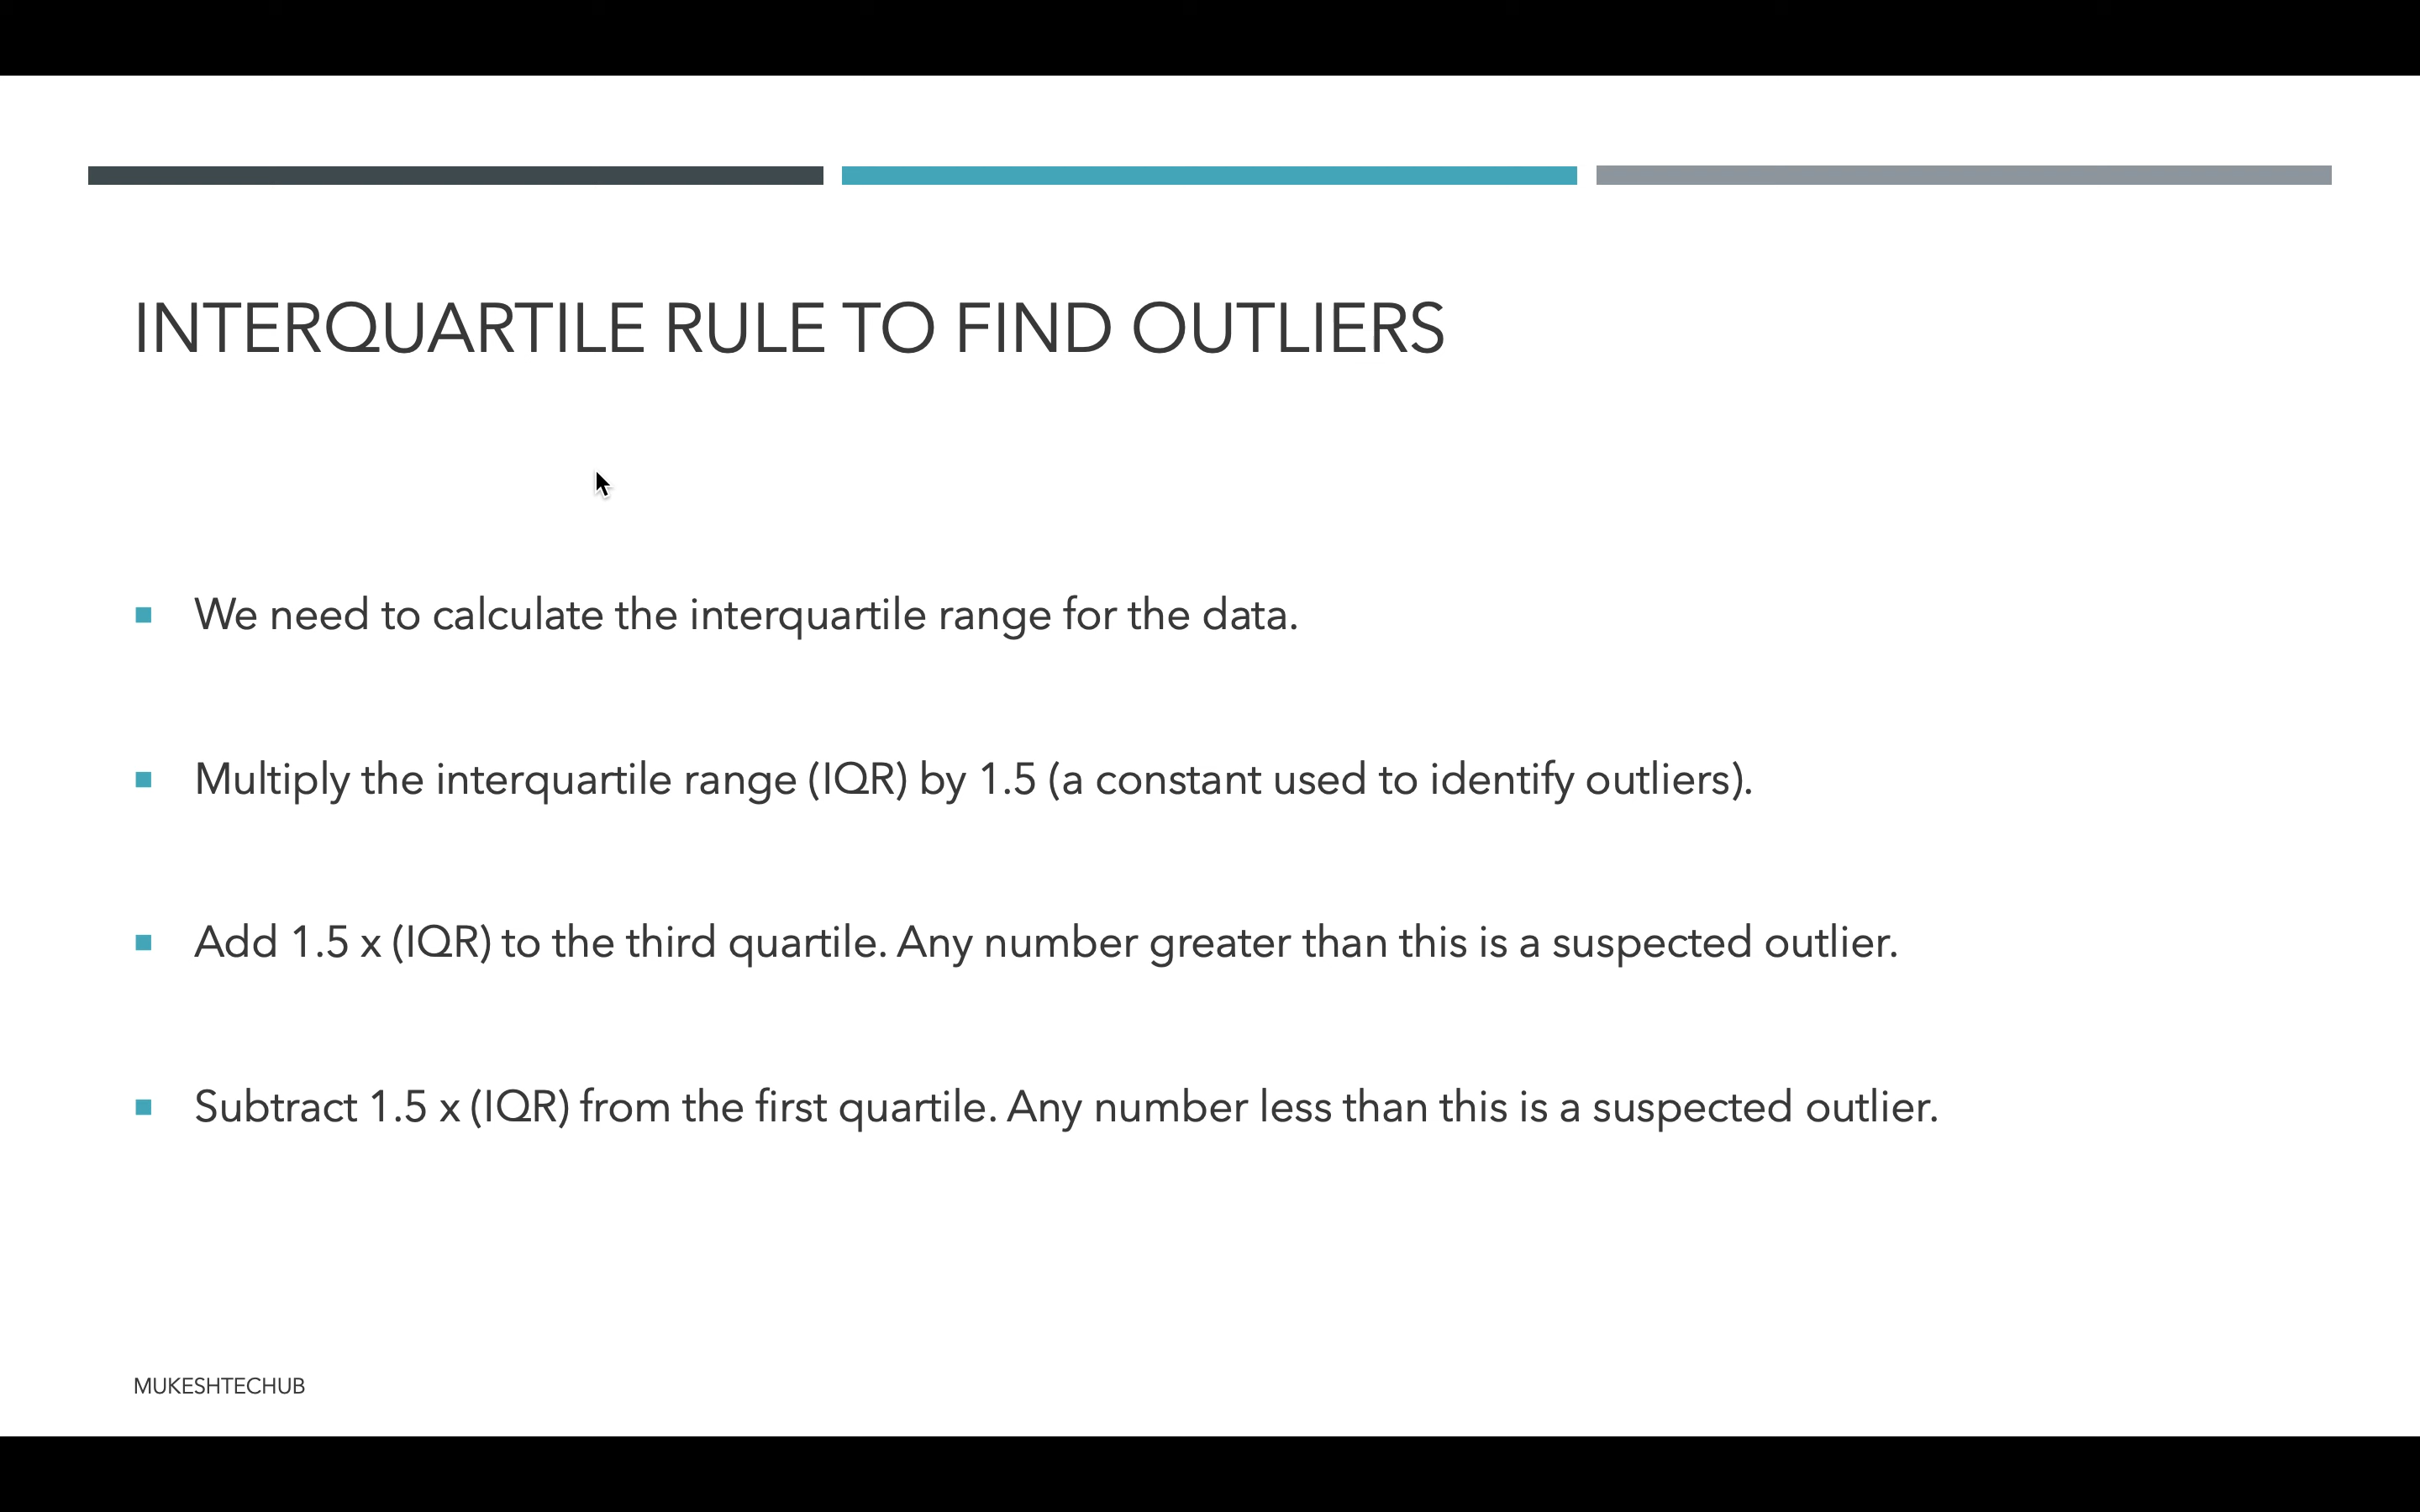 INTERQUARTILE RULE TO FIND OUTLIERS
We need to calculate the interquartile range for the data.
Multiply the interquartile range (IQR) by 1.5 (a constant used to identify outliers).
Add 1.5 x (IQR) to the third quartile. Any number greater than this is a suspected outlier.
Subtract 1.5 x (IQR) from the first quartile. Any number less than this is a suspected outlier.
MUKESHTECHUB